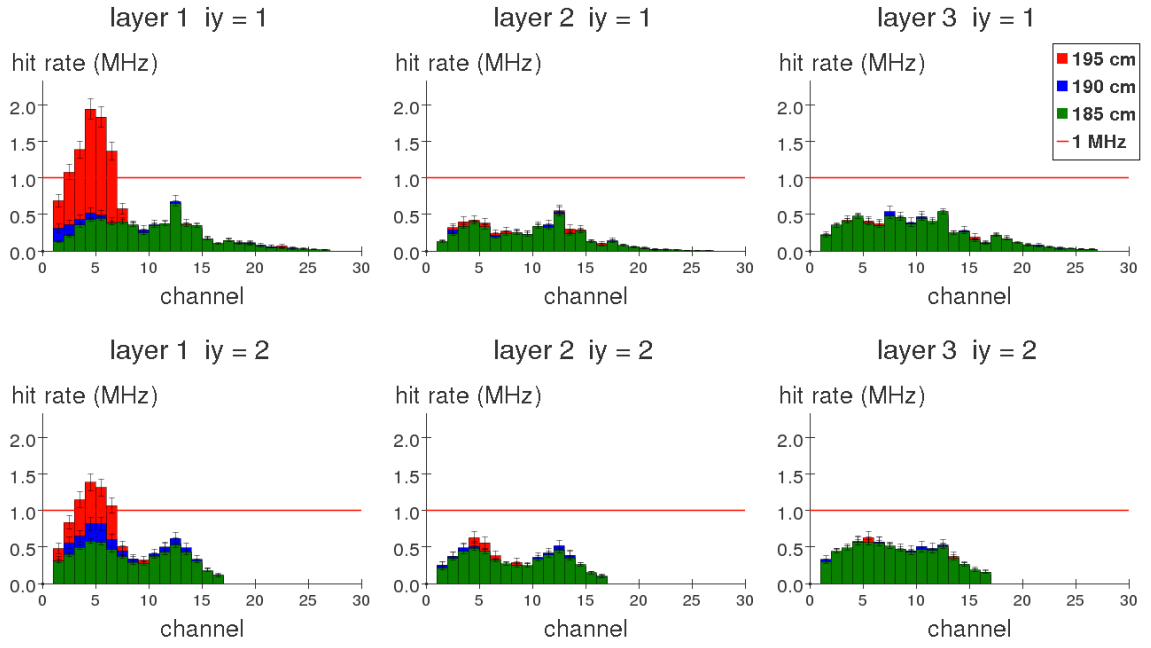 layer 1 iy = 1
hit rate (MHz)
2.0
1.5
1.0
0.5
0.0
0 5 10 15 20 25 30
channel
layer 2 iy = 1
hit rate (MHz)
2.0
1.5
1.0
0.5
0.0
0 5 10 15 20 25 30
channel
layer 3 iy = 1
hit rate (MHz)
195 cm
190 cm
185 cm
1 MHz
2.0
1.5
1.0
0.5
0.0
0 5 10 15 20 25 30
channel
layer 1 iy = 2
hit rate (MHz)
2.0
1.5
1.0
0.5
0.0
0 5 10 15 20 25 30
channel
layer 2 iy = 2
hit rate (MHz)
2.0
1.5
1.0
0.5
0.0
0 5 10 15 20 25 30
channel
layer 3 iy = 2
hit rate (MHz)
2.0
1.5
1.0
0.5
0.0
0 5 10 15 20 25 30
channel